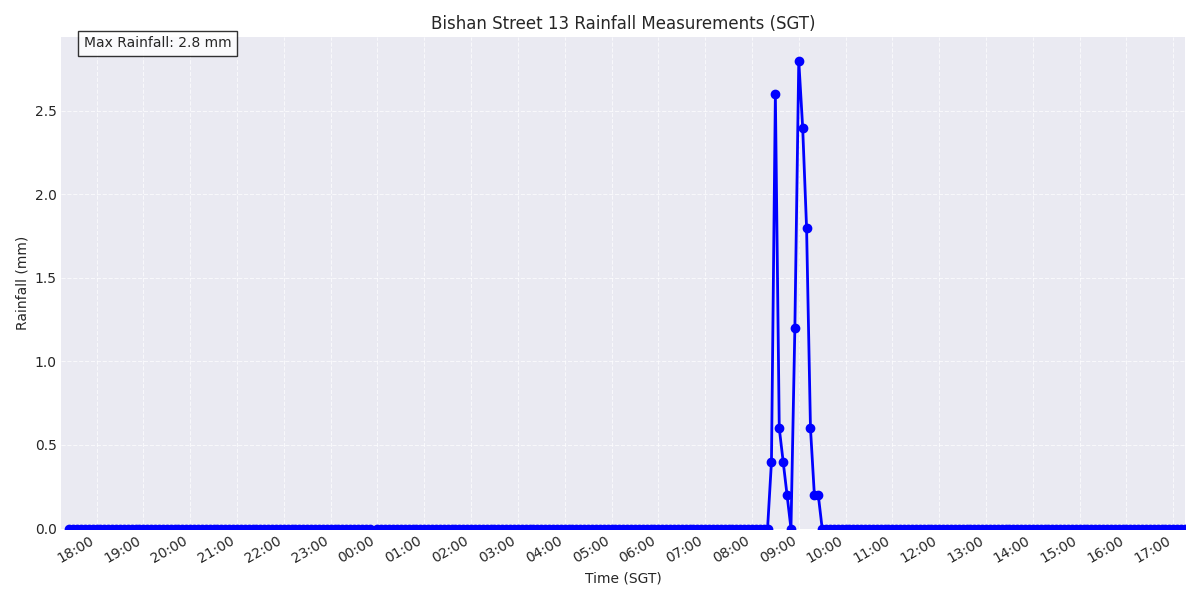 Bishan Street 13 Rainfall Measurements (SGT)
Max Rainfall: 2.8 mm
Rainfall (mm)
2.5
2.0
1.5
1.0
0.5
0.0
18:00 19:00 20:00 21:00 22:00 23:00 00:00 01:00 02:00 03:00 04:00 05:00 06:00 07:00 08:00 09:00 10:00 11:00 12:00 13:00 14:00 15:00 16:00 17:00
Time (SGT)